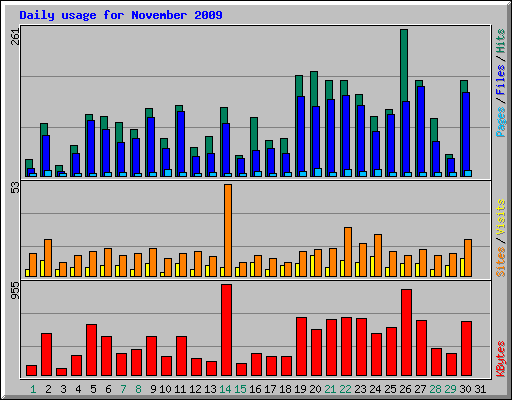 Daily usage for November 2009
261
Pages / Files / Hits
53
Sites / Visits
955
KBytes
1 2 3 4 5 6 7 8 9 10 11 12 13 14 15 16 17 18 19 20 21 22 23 24 25 26 27 28 29 30 31